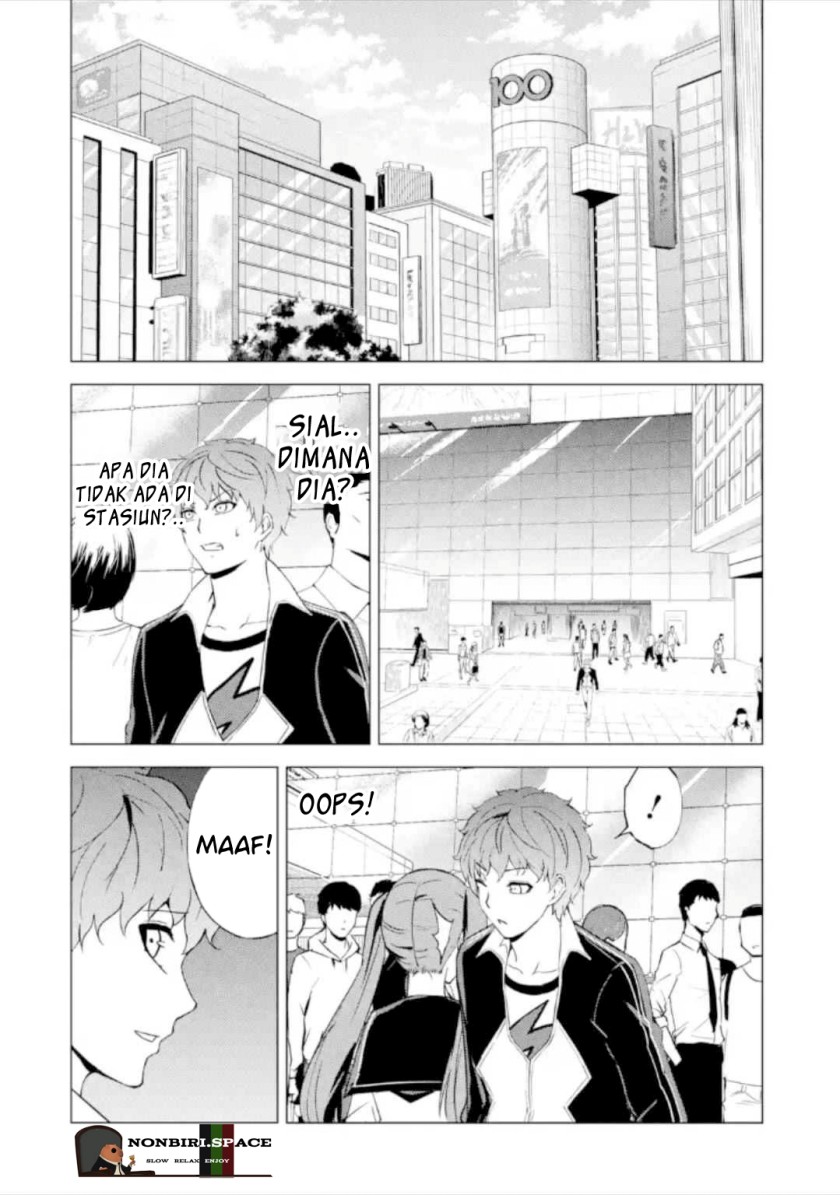 100
SIAL..
DIMANA
DIA?
APA DIA
TIDAK ADA DI
STASIUN?..
!
OOPS!
MAAF!
NONBIRI.SPACE
SLOW RELAX ENJOY